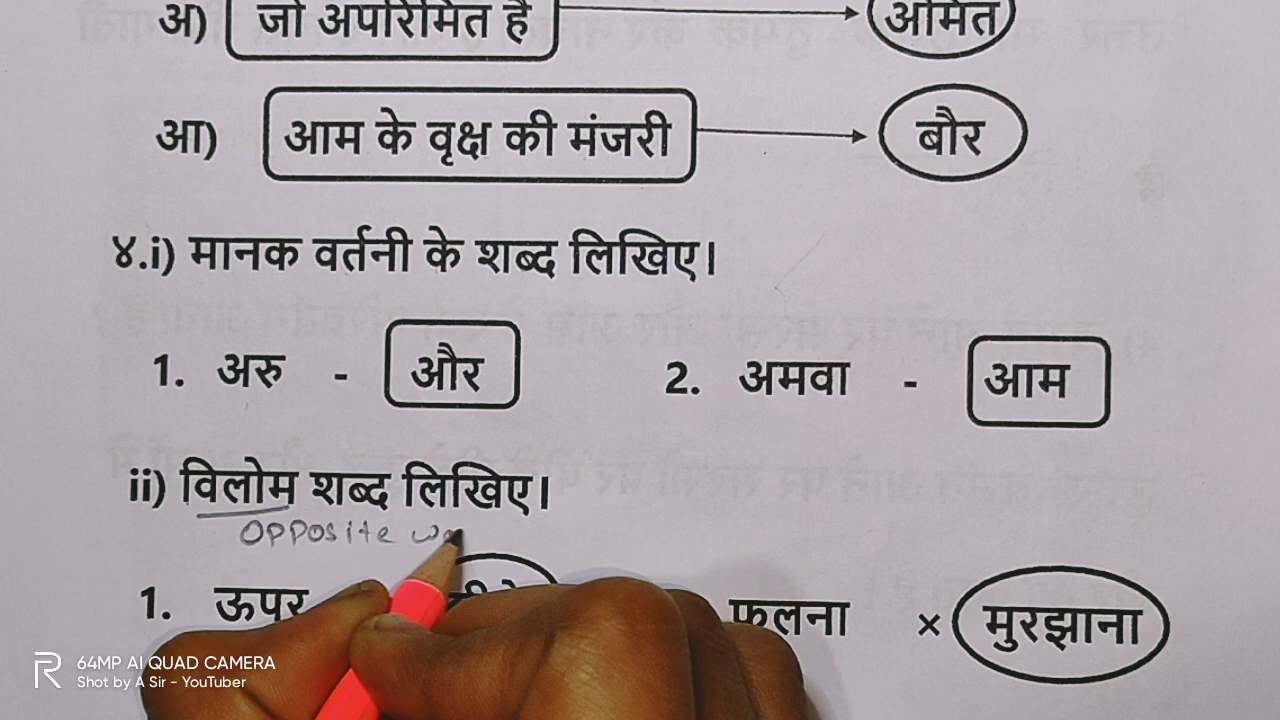 अ) जो अपरिमित है अमित
आ) आम के वृक्ष की मंजरी बौर
४.i) मानक वर्तनी के शब्द लिखिए।
1. अरु - और 2. अमवा - आम
ii) विलोम शब्द लिखिए।
Opposite
1. ऊपर फलना × मुरझाना
64MP AI QUAD CAMERA
Shot by A Sir - YouTuber